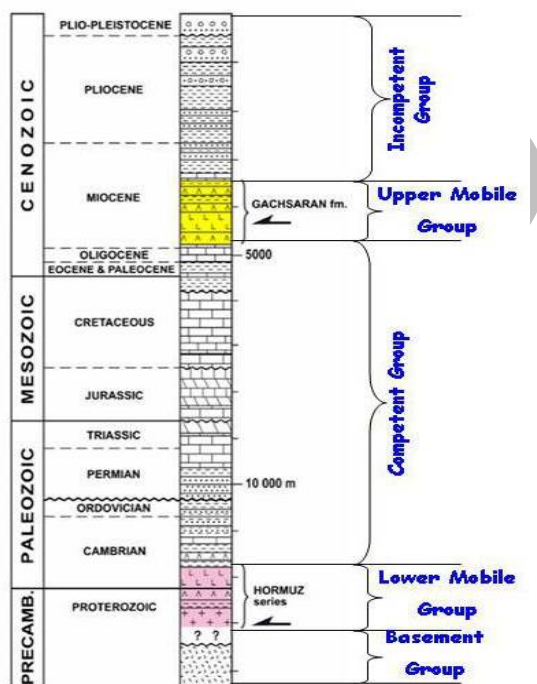 CENOZOIC
PLIO-PLEISTOCENE
PLIOCENE
MIOCENE
OLIGOCENE
EOCENE & PALEOCENE
MESOZOIC
CRETACEOUS
JURASSIC
PALEOZOIC
TRIASSIC
PERMIAN
ORDOVICIAN
CAMBRIAN
PRECAMB.
PROTEROZOIC
? ?
GACHSARAN fm.
5000
10 000 m
HORMUZ
series
Incompetent
Group
Upper Mobile
Group
Competent Group
Lower Mobile
Group
Basement
Group